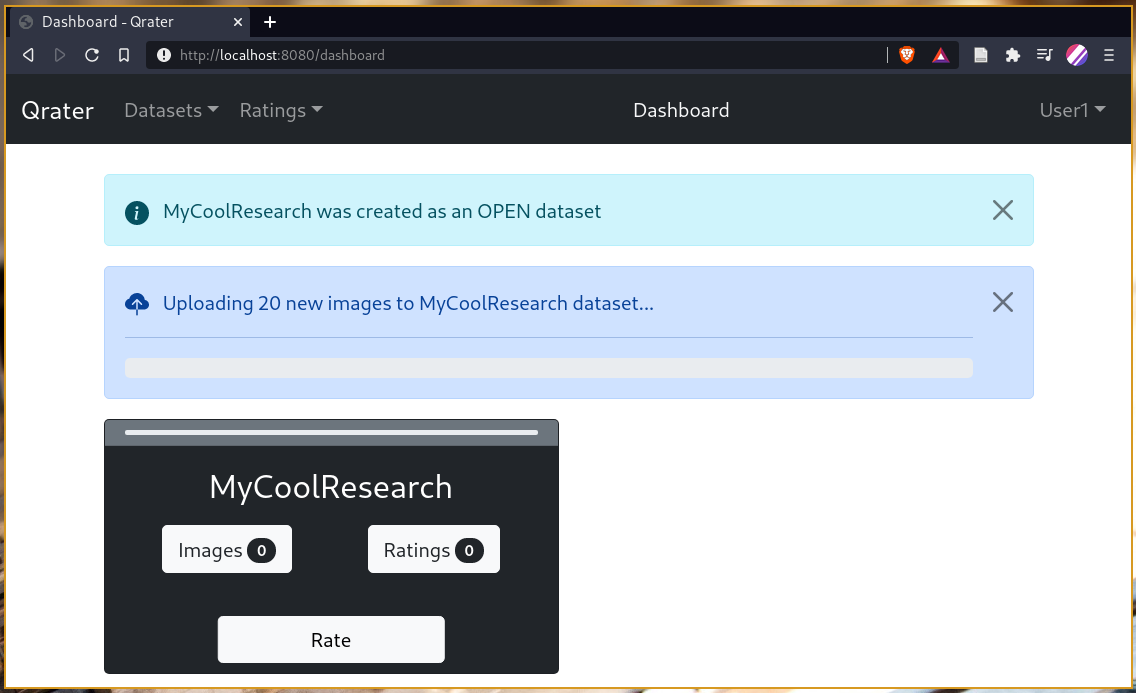 Dashboard - Qrater
http://localhost:8080/dashboard
Qrater Datasets Ratings Dashboard User1
MyCoolResearch was created as an OPEN dataset
Uploading 20 new images to MyCoolResearch dataset...
MyCoolResearch
Images 0 Ratings 0
Rate